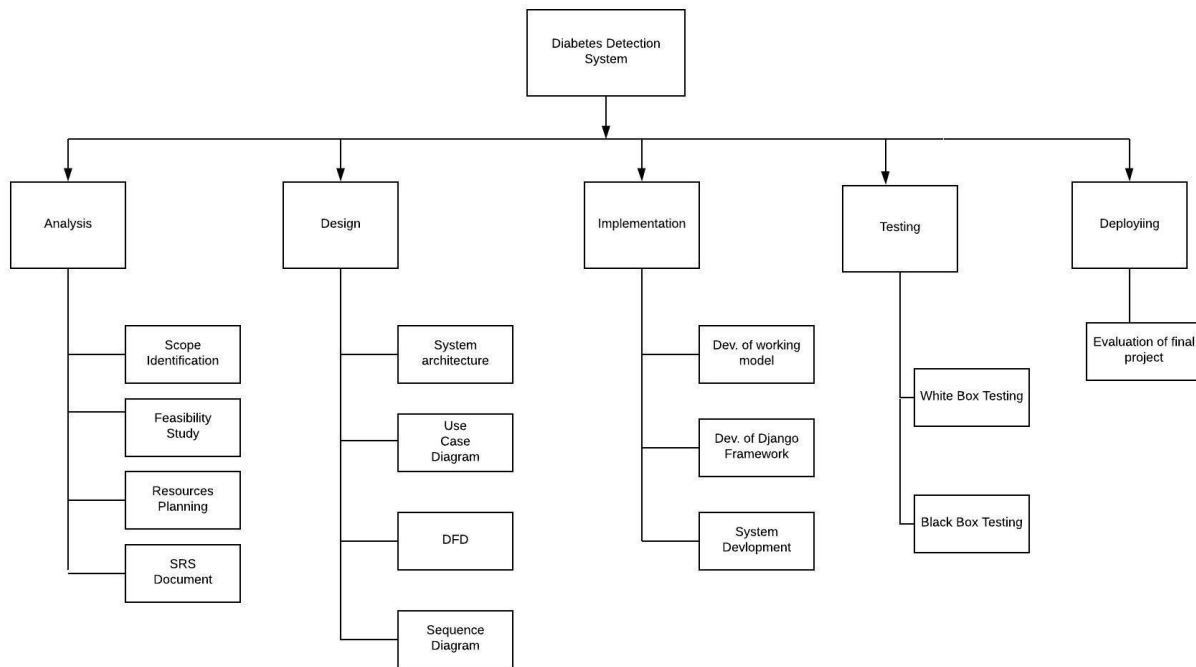 Diabetes Detection
System
Analysis
Design
Implementation
Testing
Deployiing
Scope
Identification
Feasibility
Study
Resources
Planning
SRS
Document
System
architecture
Use
Case
Diagram
DFD
Sequence
Diagram
Dev. of working
model
Dev. of Django
Framework
System
Devlopment
White Box Testing
Black Box Testing
Evaluation of final
project